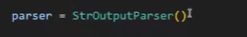 parser = StrOutputParser()